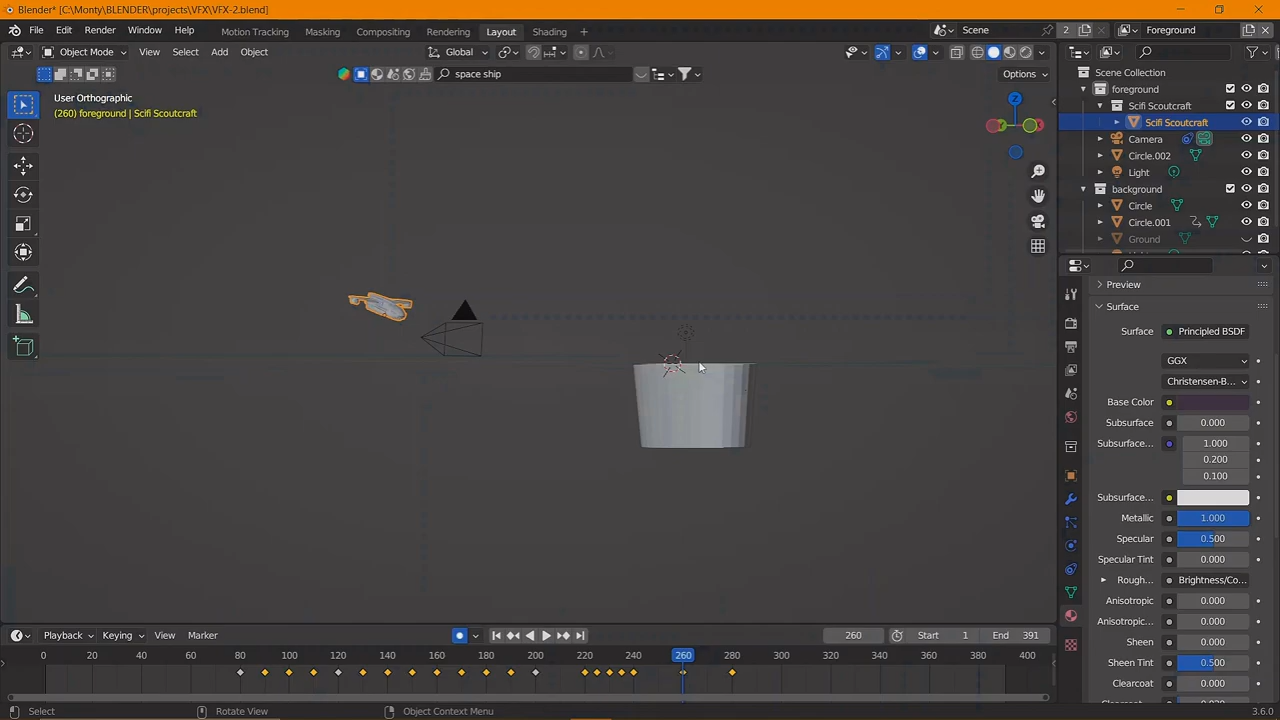 Blender* [C:\Monty\BLENDER\projects\VFX\VFX-2.blend]
File Edit Render Window Help
Motion Tracking Masking Compositing Rendering Layout Shading
Scene 2 Foreground
Object Mode View Select Add Object Global
space ship Options
User Orthographic
(260) foreground | Scifi Scoutcraft
Z
Y
Scene Collection
foreground
Scifi Scoutcraft
Scifi Scoutcraft
Camera
Circle.002
Light
background
Circle
Circle.001
Ground
Preview
Surface
Surface Principled BSDF
GGX
Christensen-B...
Base Color
Subsurface 0.000
Subsurface... 1.000
0.200
0.100
Subsurface...
Metallic 1.000
Specular 0.500
Specular Tint 0.000
Rough... Brightness/Co...
Anisotropic 0.000
Anisotropic... 0.000
Sheen 0.000
Sheen Tint 0.500
Clearcoat 0.000
Playback Keying View Marker 260 Start 1 End 391
0 20 40 60 80 100 120 140 160 180 200 220 240 260 280 300 320 340 360 380 400
Select Rotate View Object Context Menu 3.6.0